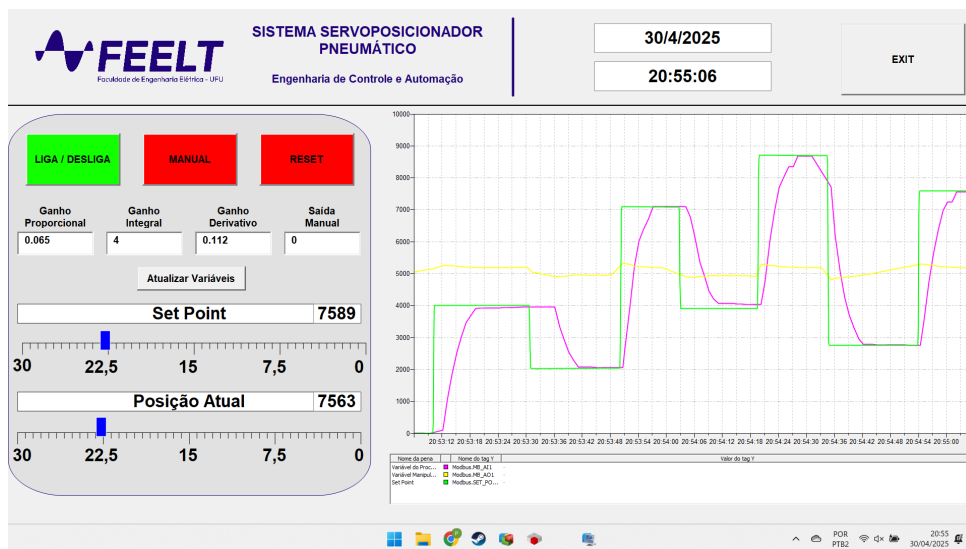 FEELT
Faculdade de Engenharia Elétrica - UFU
SISTEMA SERVOPOSICIONADOR
PNEUMÁTICO
Engenharia de Controle e Automação
30/4/2025
20:55:06
EXIT
LIGA / DESLIGA
MANUAL
RESET
Ganho Proporcional
Ganho Integral
Ganho Derivativo
Saída Manual
0.065
4
0.112
0
Atualizar Variáveis
Set Point 7589
30 22,5 15 7,5 0
Posição Atual 7563
30 22,5 15 7,5 0
10000
9000
8000
7000
6000
5000
4000
3000
2000
1000
0
20:53:12 20:53:18 20:53:24 20:53:30 20:53:36 20:53:42 20:53:48 20:53:54 20:54:00 20:54:06 20:54:12 20:54:18 20:54:24 20:54:30 20:54:36 20:54:42 20:54:48 20:54:54 20:55:00
Nome da pena Nome do tag Y Valor do tag Y
Variável do Proc... Modbus.MB_AI1 -
Variável Manipul... Modbus.MB_AO1 -
Set Point Modbus.SET_PO... -
POR
PTB2
20:55
30/04/2025